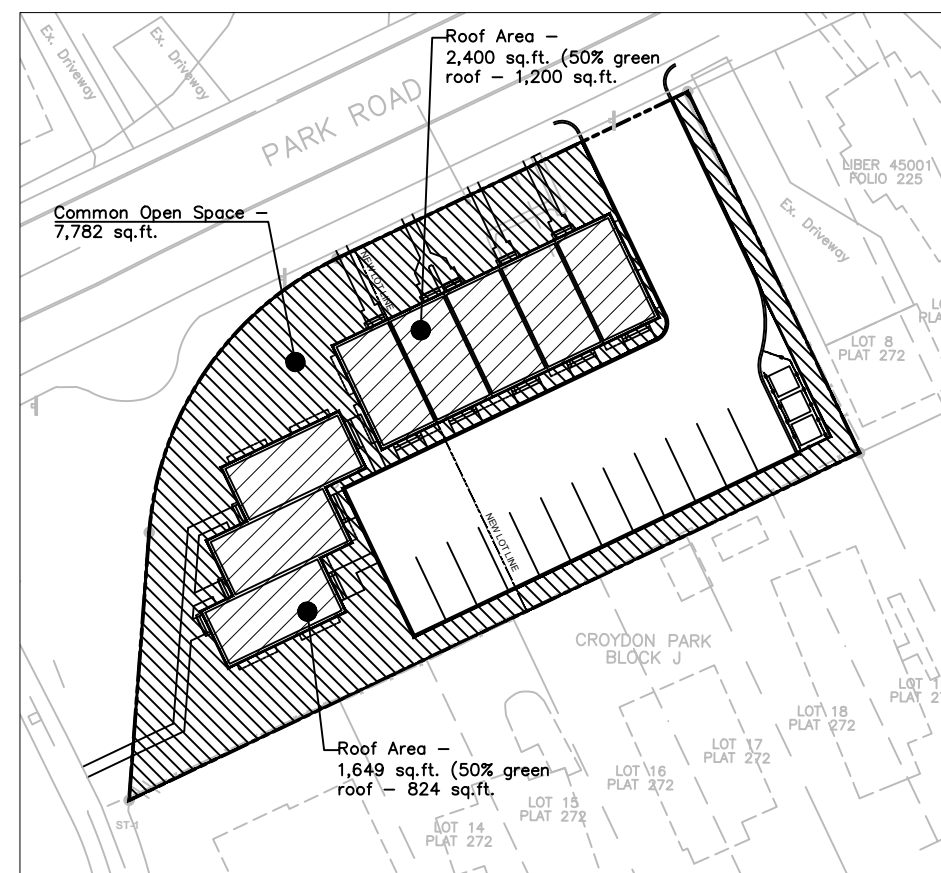 Ex. Driveway
Ex. Driveway
Roof Area –
2,400 sq.ft. (50% green
roof – 1,200 sq.ft.
PARK ROAD
LIBER 45001
FOLIO 225
Common Open Space –
7,782 sq.ft.
Ex. Driveway
NEW LOT LINE
LOT 8
PLAT 272
NEW LOT LINE
CROYDON PARK
BLOCK J
LOT 18
PLAT 272
LOT 17
PLAT 272
LOT 16
PLAT 272
LOT 15
PLAT 272
LOT 14
PLAT 272
Roof Area –
1,649 sq.ft. (50% green
roof – 824 sq.ft.
ST-1